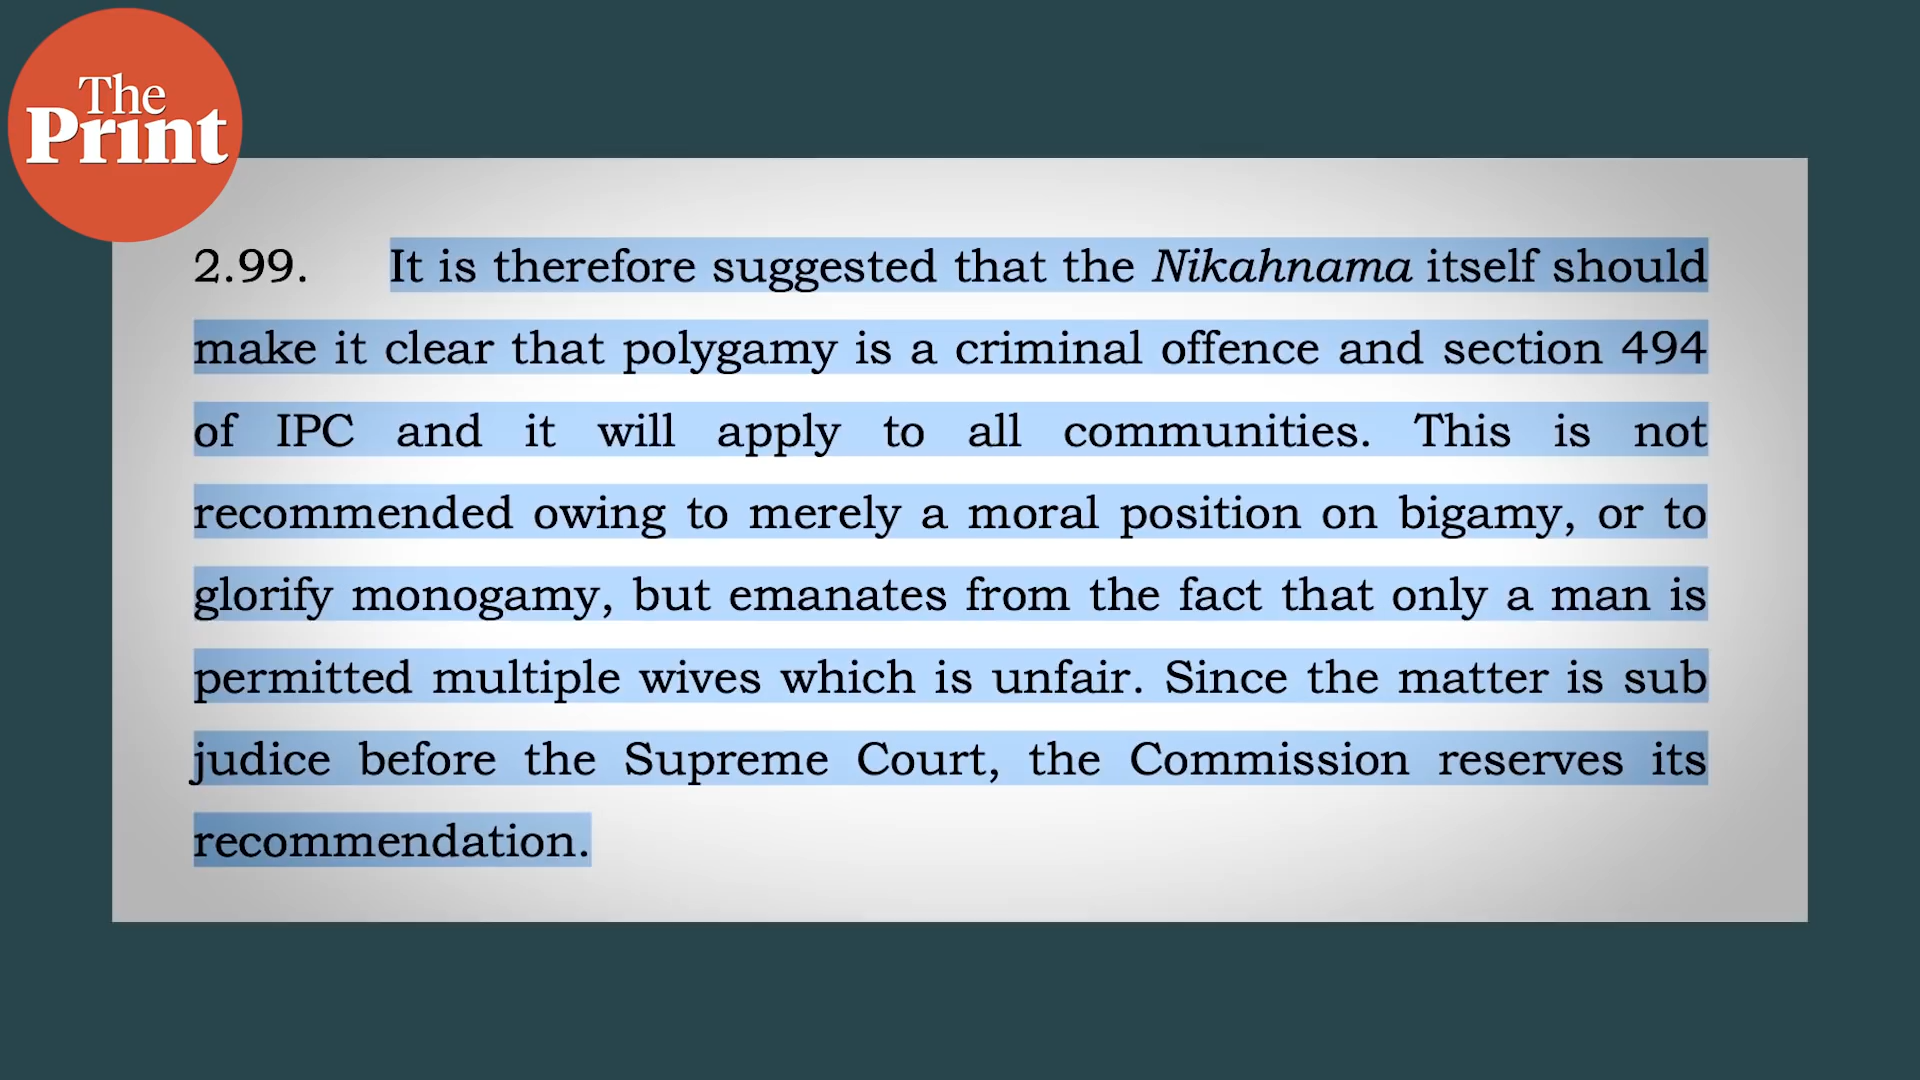 The
Print
2.99. It is therefore suggested that the Nikahnama itself should
make it clear that polygamy is a criminal offence and section 494
of IPC and it will apply to all communities. This is not
recommended owing to merely a moral position on bigamy, or to
glorify monogamy, but emanates from the fact that only a man is
permitted multiple wives which is unfair. Since the matter is sub
judice before the Supreme Court, the Commission reserves its
recommendation.